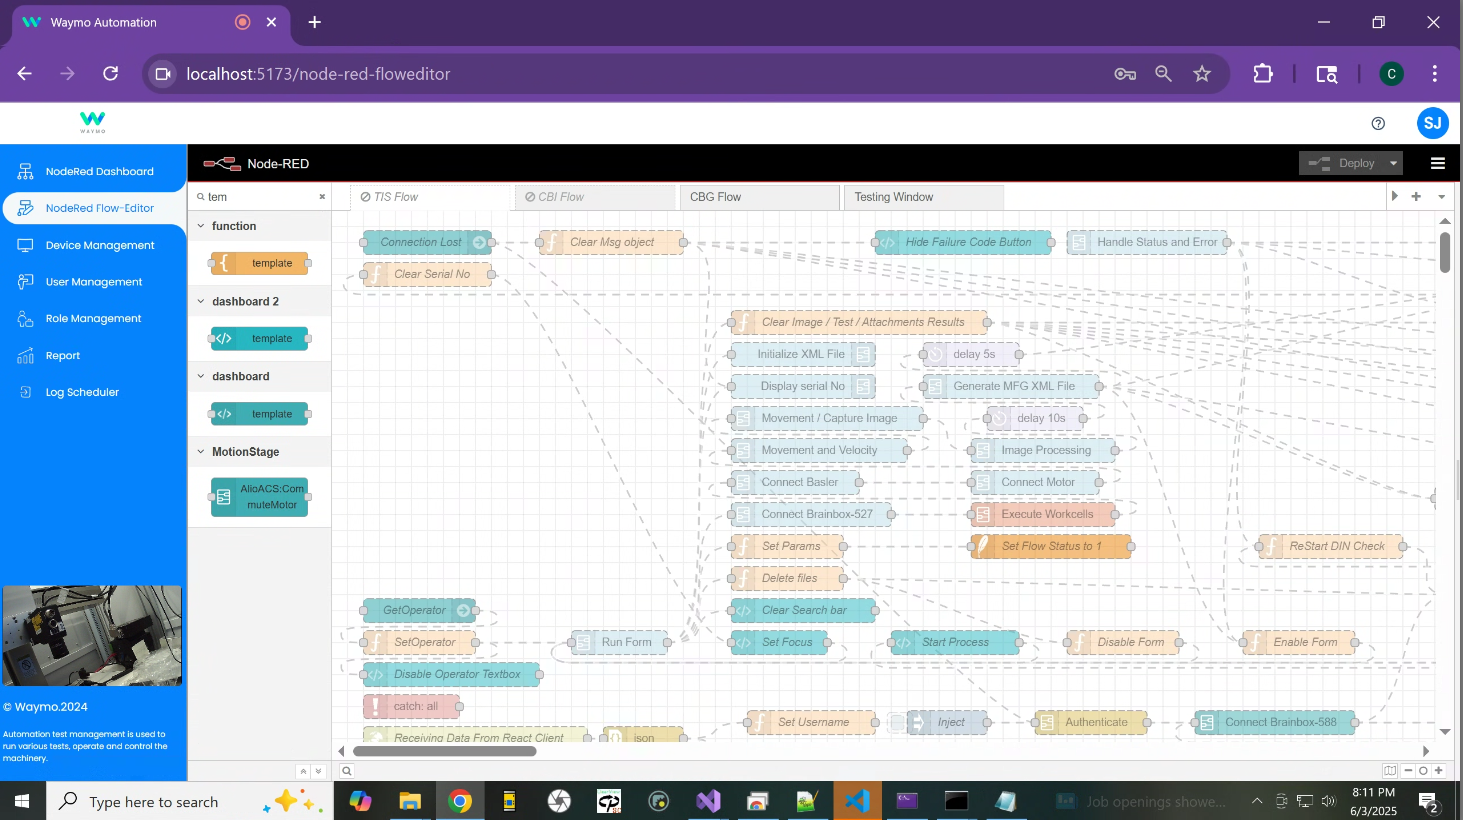 Waymo Automation
localhost:5173/node-red-floweditor
C
WAYMO
SJ
NodeRed Dashboard
NodeRed Flow-Editor
Device Management
User Management
Role Management
Report
Log Scheduler
© Waymo.2024
Automation test management is used to
run various tests, operate and control the
machinery.
Node-RED
Deploy
tem
function
template
dashboard 2
template
dashboard
template
MotionStage
AlioACS:Com
muteMotor
TIS Flow
CBI Flow
CBG Flow
Testing Window
Connection Lost
Clear Msg object
Hide Failure Code Button
Handle Status and Error
Clear Serial No
Clear Image / Test / Attachments Results
Initialize XML File
delay 5s
Display serial No
Generate MFG XML File
Movement / Capture Image
delay 10s
Movement and Velocity
Image Processing
Connect Basler
Connect Motor
Connect Brainbox-527
Execute Workcells
Set Params
Set Flow Status to 1
ReStart DIN Check
Delete files
GetOperator
Clear Search bar
SetOperator
Run Form
Set Focus
Start Process
Disable Form
Enable Form
Disable Operator Textbox
catch: all
Set Username
Inject
Authenticate
Connect Brainbox-588
Receiving Data From React Client
json
Type here to search
Job openings showe...
8:11 PM
6/3/2025
2